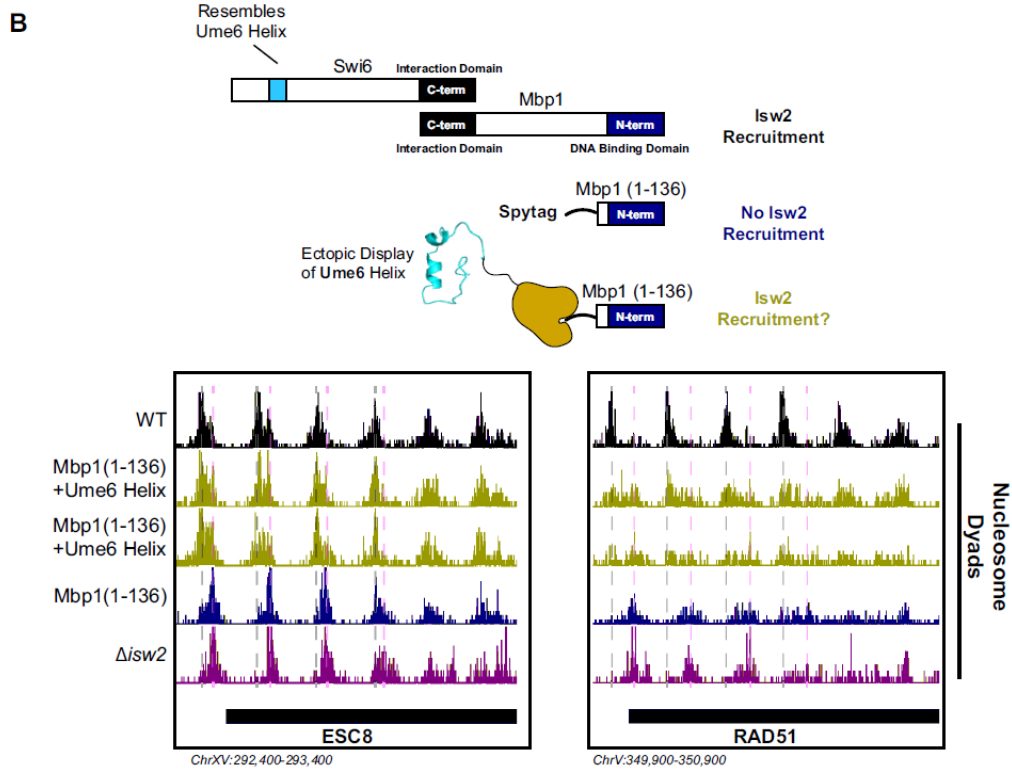 B
Resembles
Ume6 Helix
Swi6
Interaction Domain
C-term
Mbp1
C-term
N-term
Interaction Domain
DNA Binding Domain
Isw2
Recruitment
Mbp1 (1-136)
Spytag
N-term
No Isw2
Recruitment
Ectopic Display
of Ume6 Helix
Mbp1 (1-136)
N-term
Isw2
Recruitment?
WT
Mbp1(1-136)
+Ume6 Helix
Mbp1(1-136)
+Ume6 Helix
Mbp1(1-136)
Δisw2
ESC8
ChrXV:292,400-293,400
RAD51
ChrV:349,900-350,900
Nucleosome
Dyads